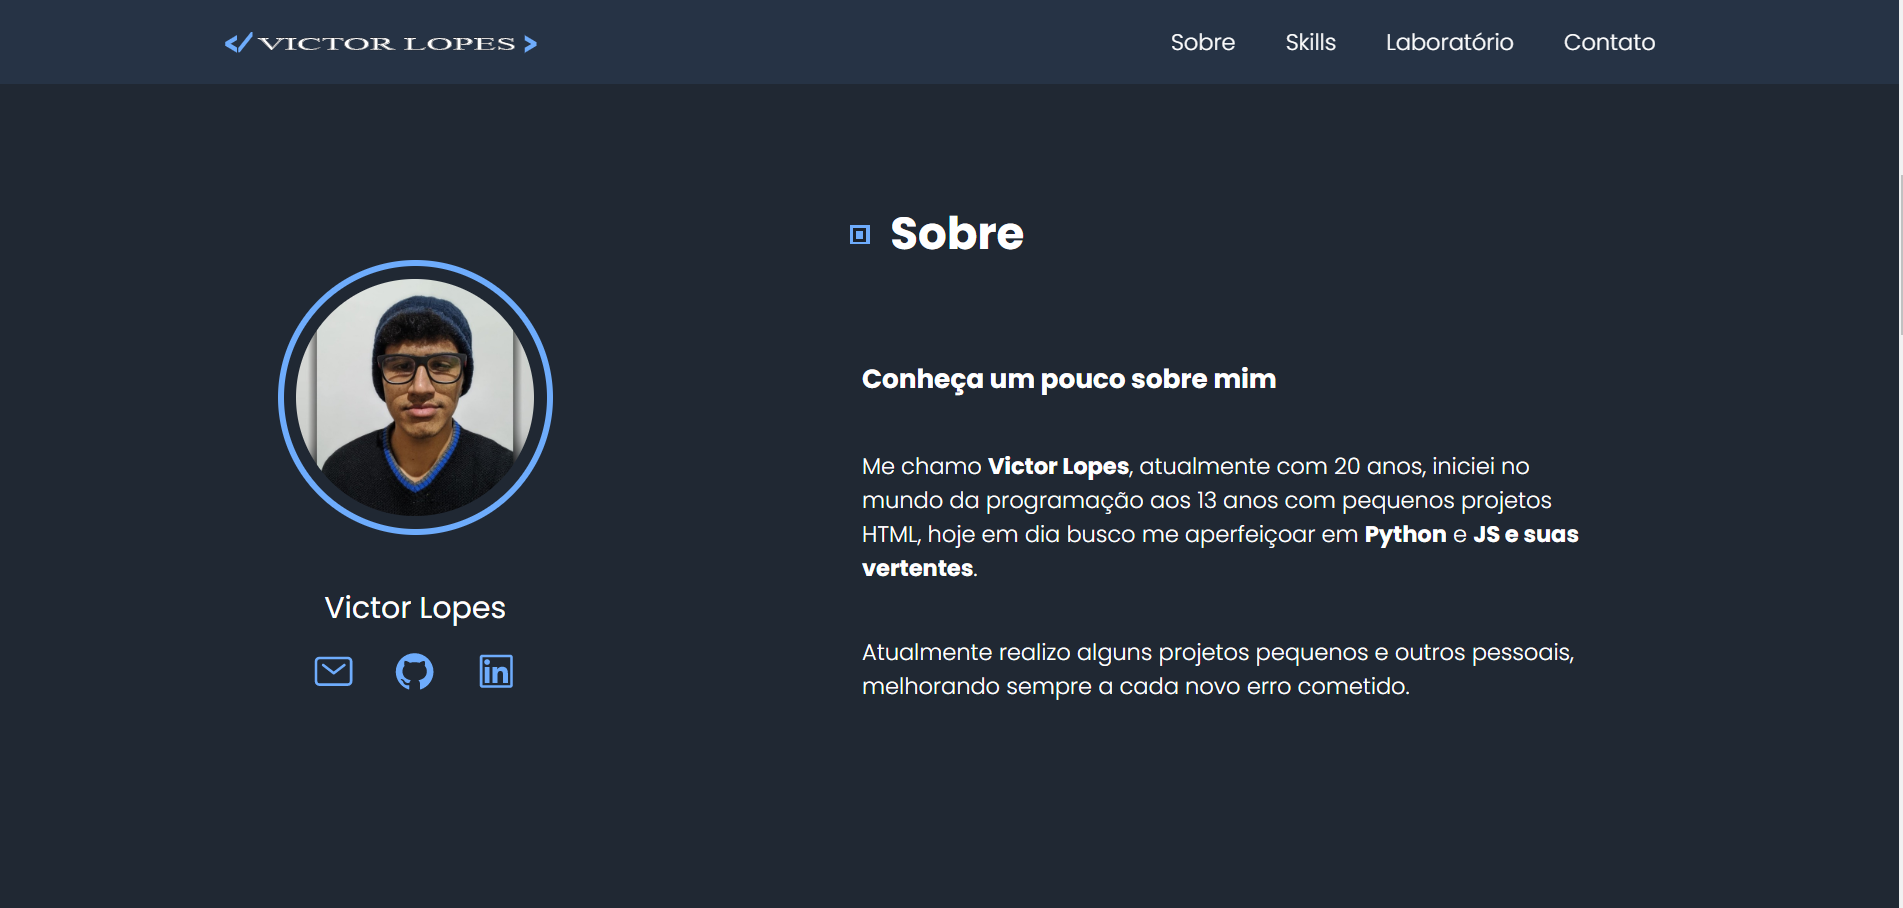 </ VICTOR LOPES >
Sobre Skills Laboratório Contato
Sobre
Conheça um pouco sobre mim
Me chamo Victor Lopes, atualmente com 20 anos, iniciei no
mundo da programação aos 13 anos com pequenos projetos
HTML, hoje em dia busco me aperfeiçoar em Python e JS e suas
vertentes.
Atualmente realizo alguns projetos pequenos e outros pessoais,
melhorando sempre a cada novo erro cometido.
Victor Lopes
in